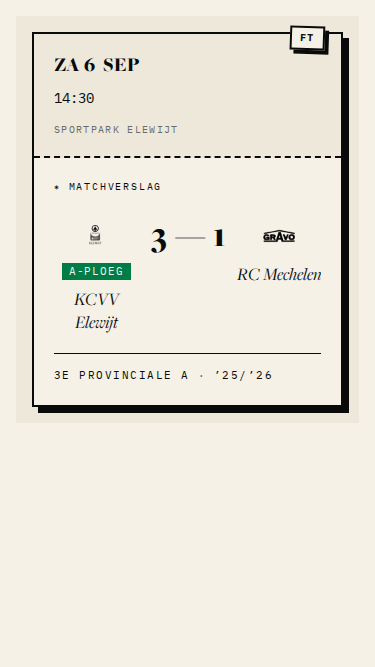 FT
ZA 6 SEP
14:30
SPORTPARK ELEWIJT
* MATCHVERSLAG
3 — 1
GRAVO
A-PLOEG
KCVV
Elewijt
RC Mechelen
3E PROVINCIALE A · '25/'26